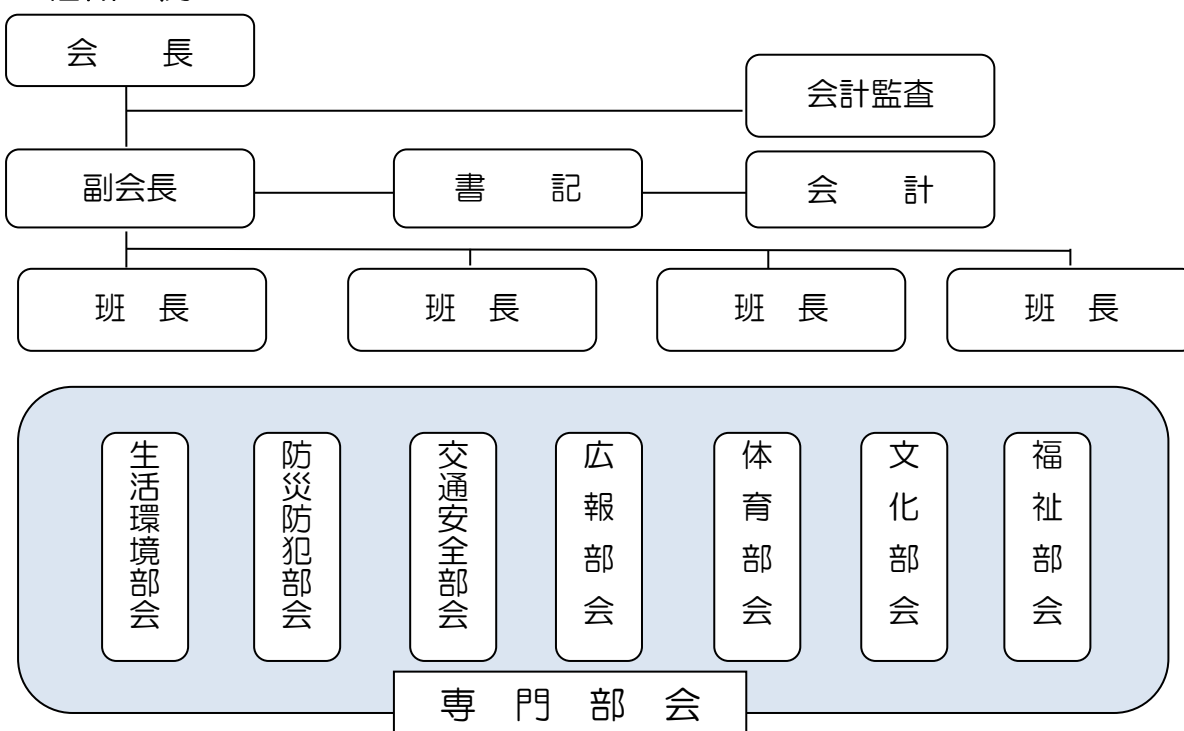 会　長
会計監査
副会長
書　記
会　計
班　長
班　長
班　長
班　長
生活環境部会
防災防犯部会
交通安全部会
広報部会
体育部会
文化部会
福祉部会
専門部会